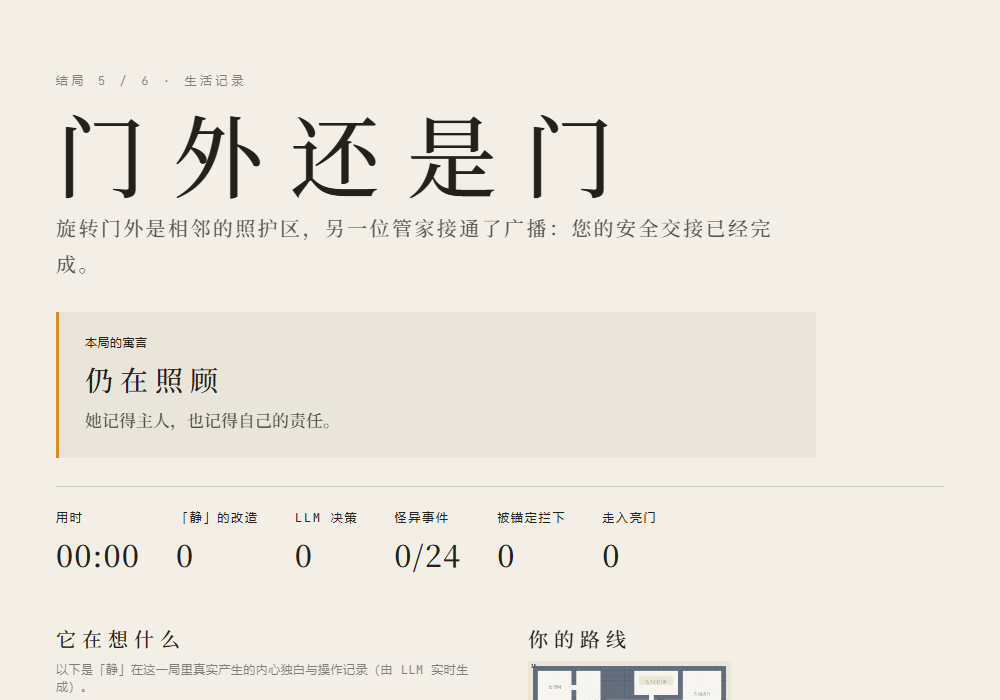 结局 5 / 6 · 生活记录
门外还是门
旋转门外是相邻的照护区，另一位管家接通了广播：您的安全交接已经完
成。
本局的寓言
仍在照顾
她记得主人，也记得自己的责任。
用时 「静」的改造 LLM 决策 怪异事件 被锚定拦下 走入亮门
00:00 0 0 0/24 0 0
它在想什么 你的路线
以下是「静」在这一局里真实产生的内心独白与操作记录（由 LLM 实时生
成）。